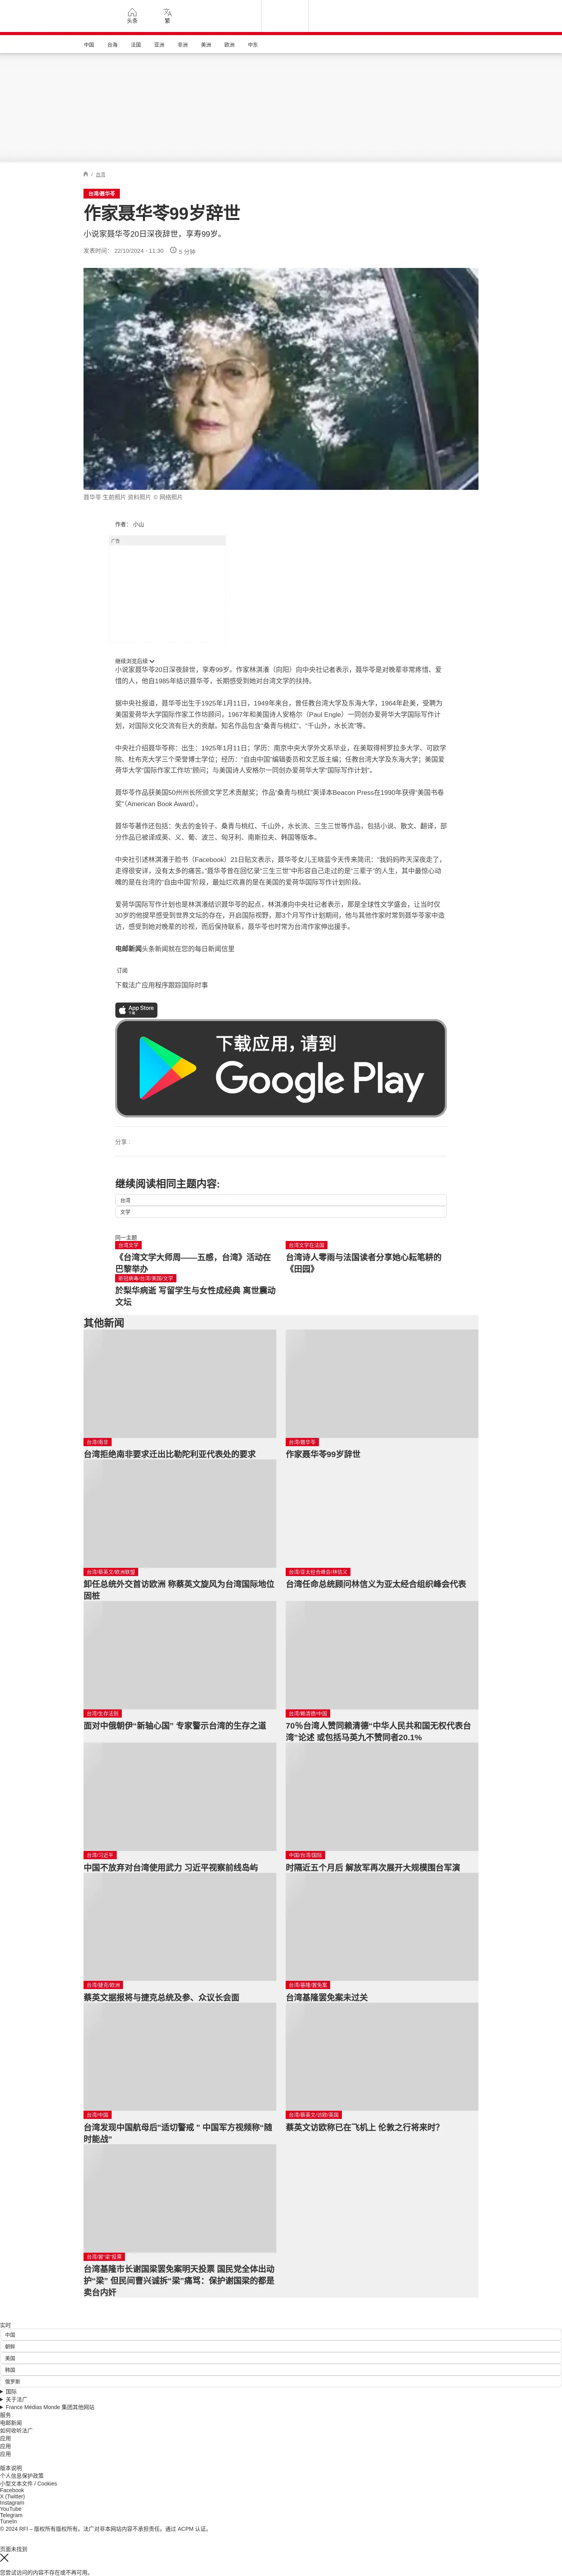 头条
繁
中国
台海
法国
亚洲
非洲
美洲
欧洲
中东
/ 台湾
台湾/聂华苓
作家聂华苓99岁辞世
小说家聂华苓20日深夜辞世，享寿99岁。
发表时间： 22/10/2024 - 11:30
5 分钟
聂华苓 生前照片 资料照片 © 网络照片
作者： 小山
广告
继续浏览后续
小说家聂华苓20日深夜辞世，享寿99岁。作家林淇瀁（向阳）向中央社记者表示，聂华苓是对晚辈非常疼惜、爱
惜的人，他自1985年结识聂华苓，长期感受到她对台湾文学的扶持。
据中央社报道，聂华苓出生于1925年1月11日，1949年来台，曾任教台湾大学及东海大学，1964年赴美，受聘为
美国爱荷华大学国际作家工作坊顾问，1967年和美国诗人安格尔（Paul Engle）一同创办爱荷华大学国际写作计
划，对国际文化交流有巨大的贡献。知名作品包含“桑青与桃红”、“千山外，水长流”等。
中央社介绍聂华苓称：出生：1925年1月11日；学历：南京中央大学外文系毕业，在美取得柯罗拉多大学、可欧学
院、杜布克大学三个荣誉博士学位；经历：“自由中国”编辑委员和文艺版主编；任教台湾大学及东海大学；美国爱
荷华大学“国际作家工作坊”顾问；与美国诗人安格尔一同创办爱荷华大学“国际写作计划”。
聂华苓作品获美国50州州长所颁文学艺术贡献奖；作品“桑青与桃红”英译本Beacon Press在1990年获得“美国书卷
奖”（American Book Award）。
聂华苓著作还包括：失去的金铃子、桑青与桃红、千山外，水长流、三生三世等作品，包括小说、散文、翻译，部
分作品已被译成英、义、葡、波兰、匈牙利、南斯拉夫、韩国等版本。
中央社引述林淇瀁于脸书（Facebook）21日贴文表示，聂华苓女儿王晓蓝今天传来简讯：“我妈妈昨天深夜走了，
走得很安详，没有太多的痛苦。”聂华苓曾在回忆录“三生三世”中形容自己走过的是“三辈子”的人生，其中最惊心动
魄的是在台湾的“自由中国”阶段，最灿烂欢喜的是在美国的爱荷华国际写作计划阶段。
爱荷华国际写作计划也是林淇瀁结识聂华苓的起点，林淇瀁向中央社记者表示，那是全球性文学盛会，让当时仅
30岁的他提早感受到世界文坛的存在，开启国际视野，那3个月写作计划期间，他与其他作家时常到聂华苓家中造
访，感受到她对晚辈的珍视，而后保持联系，聂华苓也时常为台湾作家伸出援手。
电邮新闻头条新闻就在您的每日新闻信里
订阅
下载法广应用程序跟踪国际时事
App Store
下载
下载应用，请到
Google Play
分享 :
继续阅读相同主题内容:
台湾
文学
同一主题
台湾文学
《台湾文学大师周——五感，台湾》活动在
巴黎举办
台湾文学在法国
台湾诗人零雨与法国读者分享她心耘笔耕的
《田园》
新冠病毒/台湾/美国/文学
於梨华病逝 写留学生与女性成经典 离世震动
文坛
其他新闻
台湾/南非
台湾拒绝南非要求迁出比勒陀利亚代表处的要求
台湾/聂华苓
作家聂华苓99岁辞世
台湾/蔡英文/欧洲联盟
卸任总统外交首访欧洲 称蔡英文旋风为台湾国际地位
固桩
台湾/亚太经合峰会/林信义
台湾任命总统顾问林信义为亚太经合组织峰会代表
台湾/生存法则
面对中俄朝伊“新轴心国” 专家警示台湾的生存之道
台湾/赖清德/中国
70％台湾人赞同赖清德“中华人民共和国无权代表台
湾”论述 或包括马英九不赞同者20.1%
台湾/习近平
中国不放弃对台湾使用武力 习近平视察前线岛屿
中国/台湾/国际
时隔近五个月后 解放军再次展开大规模围台军演
台湾/捷克/欧洲
蔡英文据报将与捷克总统及参、众议长会面
台湾/基隆/罢免案
台湾基隆罢免案未过关
台湾/中国
台湾发现中国航母后"适切警戒 " 中国军方视频称“随
时能战”
台湾/蔡英文/访欧/英国
蔡英文访欧称已在飞机上 伦敦之行将来时？
台湾/罢“梁”投票
台湾基隆市长谢国梁罢免案明天投票 国民党全体出动
护“梁” 但民间曹兴诚拆“梁”痛骂：保护谢国梁的都是
卖台内奸
实时
中国
朝鲜
美国
韩国
俄罗斯
国际
关于法广
France Médias Monde 集团其他网站
服务
电邮新闻
如何收听法广
应用
应用
应用
版本说明
个人信息保护政策
小型文本文件 / Cookies
Facebook
X (Twitter)
Instagram
YouTube
Telegram
TuneIn
© 2024 RFI – 版权所有版权所有。法广对非本网站内容不承担责任。通过 ACPM 认证。
页面未找到
您尝试访问的内容不存在或不再可用。